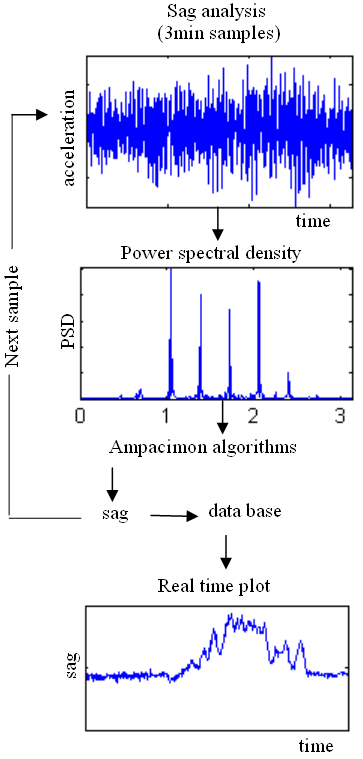 Sag analysis
(3min samples)
acceleration
time
Next sample
Power spectral density
PSD
0 1 2 3
Ampacimon algorithms
sag
data base
Real time plot
sag
time